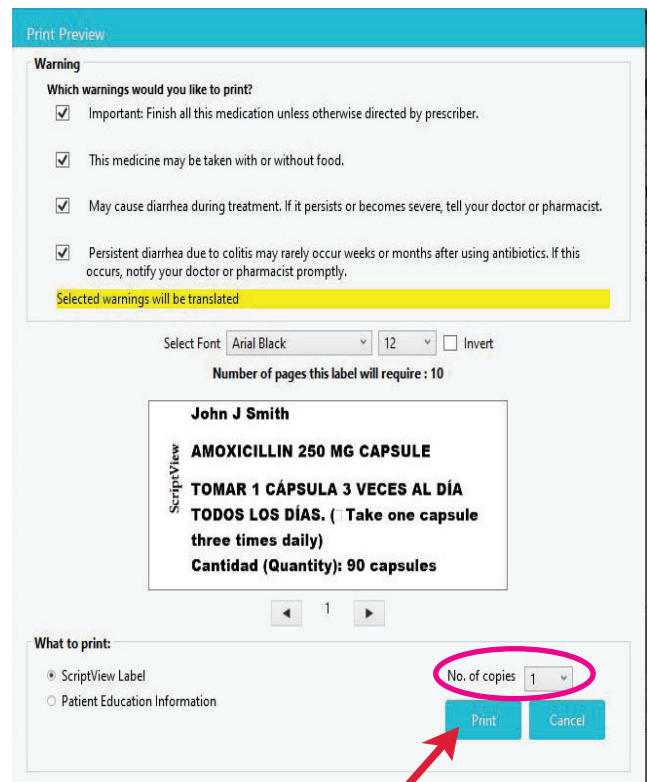 Print Preview
Warning
Which warnings would you like to print?
Important: Finish all this medication unless otherwise directed by prescriber.
This medicine may be taken with or without food.
May cause diarrhea during treatment. If it persists or becomes severe, tell your doctor or pharmacist.
Persistent diarrhea due to colitis may rarely occur weeks or months after using antibiotics. If this
occurs, notify your doctor or pharmacist promptly.
Selected warnings will be translated
Select Font Arial Black 12 Invert
Number of pages this label will require : 10
ScriptView
John J Smith
AMOXICILLIN 250 MG CAPSULE
TOMAR 1 CÁPSULA 3 VECES AL DÍA
TODOS LOS DÍAS. (□Take one capsule
three times daily)
Cantidad (Quantity): 90 capsules
1
What to print:
ScriptView Label
No. of copies 1
Patient Education Information
Print Cancel